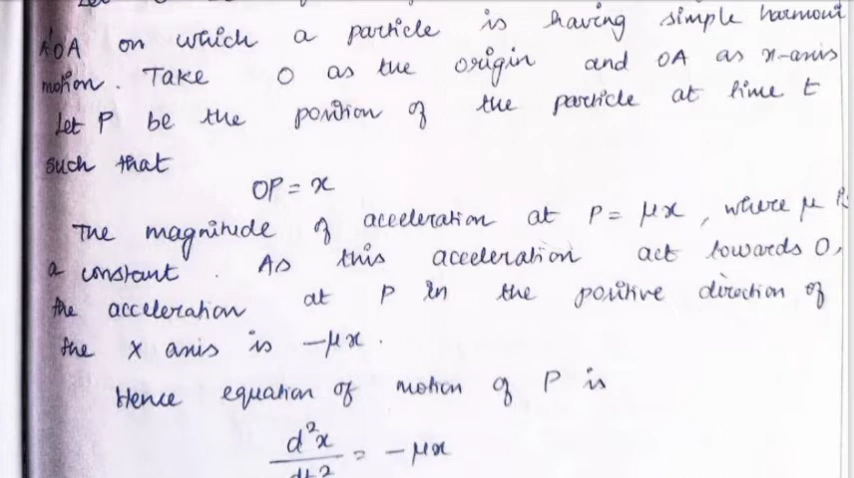 A'OA on which a particle is having simple harmonic
motion. Take O as the origin and OA as x-axis
Let P be the position of the particle at time t
such that
OP = x
The magnitude of acceleration at P = μx, where μ is
a constant. As this acceleration act towards O,
the acceleration at P in the positive direction of
the X axis is -μx.
Hence equation of motion of P is
d²x/dt² = -μx